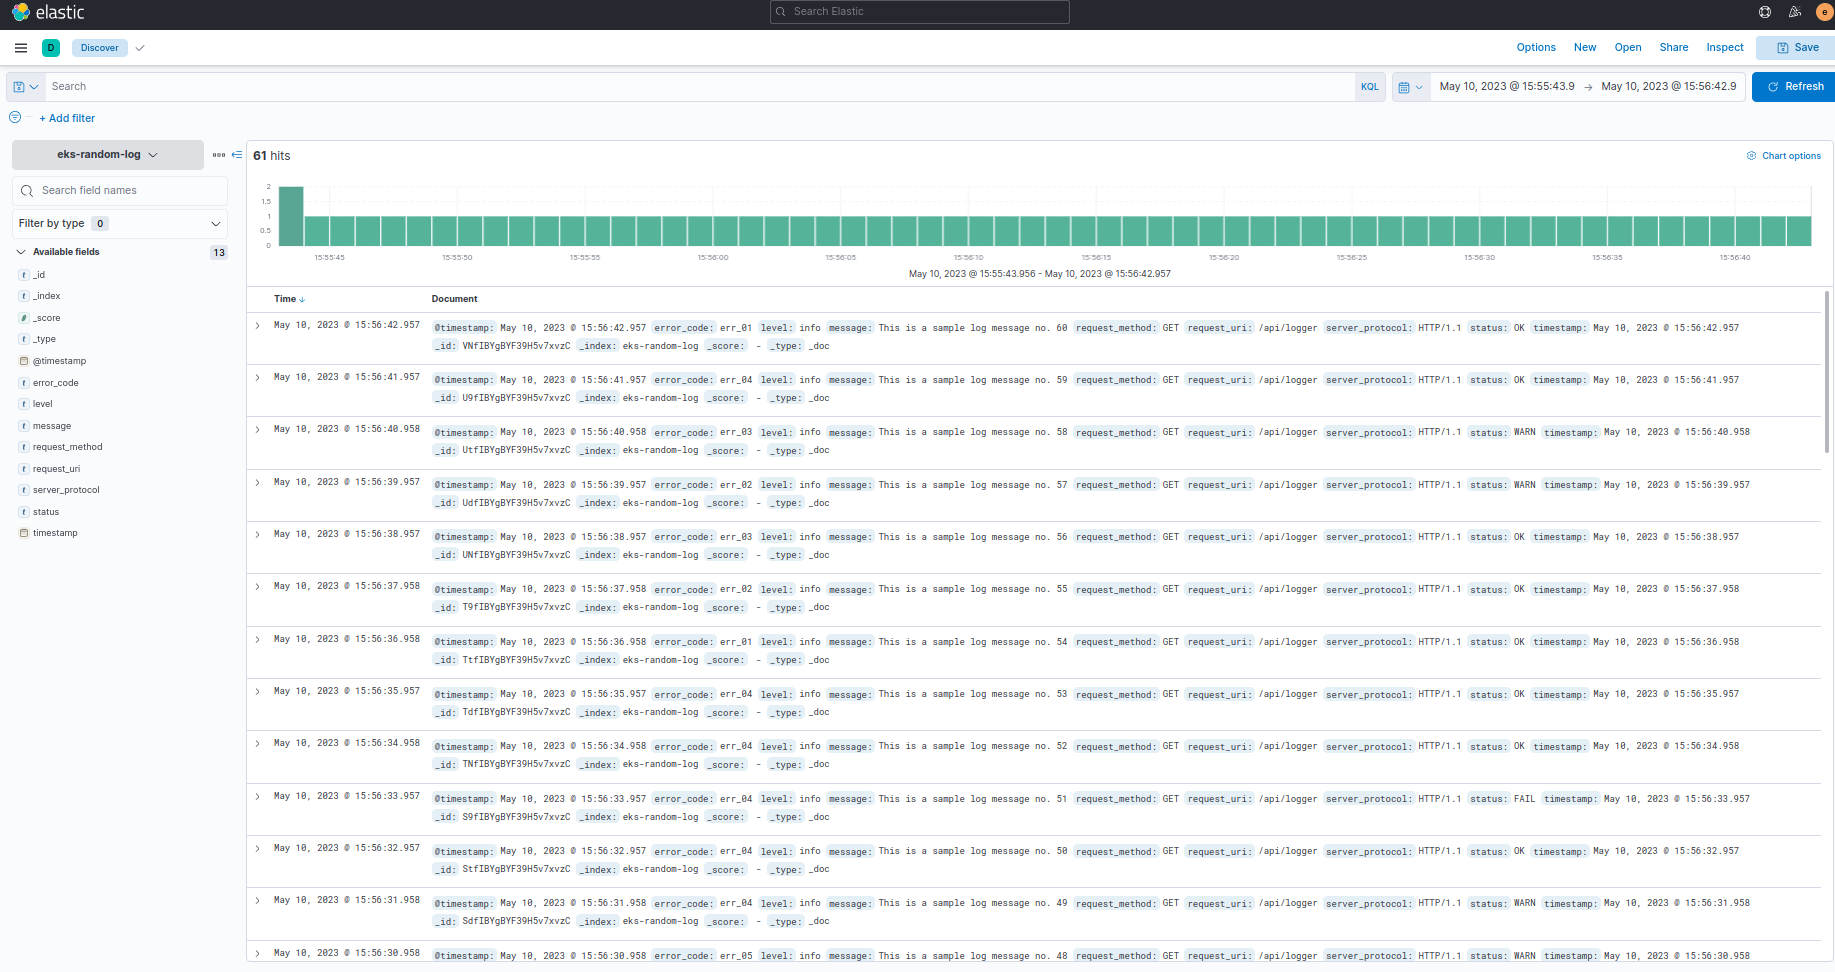 elastic
Search Elastic
e
D
Discover
Options
New
Open
Share
Inspect
Save
Search
KQL
May 10, 2023 @ 15:55:43.9 → May 10, 2023 @ 15:56:42.9
Refresh
+ Add filter
eks-random-log
Search field names
Filter by type 0
Available fields 13
t _id
t _index
# _score
t _type
@timestamp
t error_code
t level
t message
t request_method
t request_uri
t server_protocol
t status
timestamp
61 hits
Chart options
2
1.5
1
0.5
0
15:55:45 15:55:50 15:55:55 15:56:00 15:56:05 15:56:10 15:56:15 15:56:20 15:56:25 15:56:30 15:56:35 15:56:40
May 10, 2023 @ 15:55:43.956 - May 10, 2023 @ 15:56:42.957
Time ↓ Document
May 10, 2023 @ 15:56:42.957 @timestamp: May 10, 2023 @ 15:56:42.957 error_code: err_01 level: info message: This is a sample log message no. 60 request_method: GET request_uri: /api/logger server_protocol: HTTP/1.1 status: OK timestamp: May 10, 2023 @ 15:56:42.957
_id: VNfIBYgBYF39H5v7xvzC _index: eks-random-log _score: - _type: _doc
May 10, 2023 @ 15:56:41.957 @timestamp: May 10, 2023 @ 15:56:41.957 error_code: err_04 level: info message: This is a sample log message no. 59 request_method: GET request_uri: /api/logger server_protocol: HTTP/1.1 status: OK timestamp: May 10, 2023 @ 15:56:41.957
_id: U9fIBYgBYF39H5v7xvzC _index: eks-random-log _score: - _type: _doc
May 10, 2023 @ 15:56:40.958 @timestamp: May 10, 2023 @ 15:56:40.958 error_code: err_03 level: info message: This is a sample log message no. 58 request_method: GET request_uri: /api/logger server_protocol: HTTP/1.1 status: WARN timestamp: May 10, 2023 @ 15:56:40.958
_id: UtfIBYgBYF39H5v7xvzC _index: eks-random-log _score: - _type: _doc
May 10, 2023 @ 15:56:39.957 @timestamp: May 10, 2023 @ 15:56:39.957 error_code: err_02 level: info message: This is a sample log message no. 57 request_method: GET request_uri: /api/logger server_protocol: HTTP/1.1 status: WARN timestamp: May 10, 2023 @ 15:56:39.957
_id: UdfIBYgBYF39H5v7xvzC _index: eks-random-log _score: - _type: _doc
May 10, 2023 @ 15:56:38.957 @timestamp: May 10, 2023 @ 15:56:38.957 error_code: err_03 level: info message: This is a sample log message no. 56 request_method: GET request_uri: /api/logger server_protocol: HTTP/1.1 status: OK timestamp: May 10, 2023 @ 15:56:38.957
_id: UNfIBYgBYF39H5v7xvzC _index: eks-random-log _score: - _type: _doc
May 10, 2023 @ 15:56:37.958 @timestamp: May 10, 2023 @ 15:56:37.958 error_code: err_02 level: info message: This is a sample log message no. 55 request_method: GET request_uri: /api/logger server_protocol: HTTP/1.1 status: OK timestamp: May 10, 2023 @ 15:56:37.958
_id: T9fIBYgBYF39H5v7xvzC _index: eks-random-log _score: - _type: _doc
May 10, 2023 @ 15:56:36.958 @timestamp: May 10, 2023 @ 15:56:36.958 error_code: err_01 level: info message: This is a sample log message no. 54 request_method: GET request_uri: /api/logger server_protocol: HTTP/1.1 status: OK timestamp: May 10, 2023 @ 15:56:36.958
_id: TtfIBYgBYF39H5v7xvzC _index: eks-random-log _score: - _type: _doc
May 10, 2023 @ 15:56:35.957 @timestamp: May 10, 2023 @ 15:56:35.957 error_code: err_04 level: info message: This is a sample log message no. 53 request_method: GET request_uri: /api/logger server_protocol: HTTP/1.1 status: OK timestamp: May 10, 2023 @ 15:56:35.957
_id: TdfIBYgBYF39H5v7xvzC _index: eks-random-log _score: - _type: _doc
May 10, 2023 @ 15:56:34.958 @timestamp: May 10, 2023 @ 15:56:34.958 error_code: err_04 level: info message: This is a sample log message no. 52 request_method: GET request_uri: /api/logger server_protocol: HTTP/1.1 status: OK timestamp: May 10, 2023 @ 15:56:34.958
_id: TNfIBYgBYF39H5v7xvzC _index: eks-random-log _score: - _type: _doc
May 10, 2023 @ 15:56:33.957 @timestamp: May 10, 2023 @ 15:56:33.957 error_code: err_04 level: info message: This is a sample log message no. 51 request_method: GET request_uri: /api/logger server_protocol: HTTP/1.1 status: FAIL timestamp: May 10, 2023 @ 15:56:33.957
_id: S9fIBYgBYF39H5v7xvzC _index: eks-random-log _score: - _type: _doc
May 10, 2023 @ 15:56:32.957 @timestamp: May 10, 2023 @ 15:56:32.957 error_code: err_04 level: info message: This is a sample log message no. 50 request_method: GET request_uri: /api/logger server_protocol: HTTP/1.1 status: OK timestamp: May 10, 2023 @ 15:56:32.957
_id: StfIBYgBYF39H5v7xvzC _index: eks-random-log _score: - _type: _doc
May 10, 2023 @ 15:56:31.958 @timestamp: May 10, 2023 @ 15:56:31.958 error_code: err_04 level: info message: This is a sample log message no. 49 request_method: GET request_uri: /api/logger server_protocol: HTTP/1.1 status: WARN timestamp: May 10, 2023 @ 15:56:31.958
_id: SdfIBYgBYF39H5v7xvzC _index: eks-random-log _score: - _type: _doc
May 10, 2023 @ 15:56:30.958 @timestamp: May 10, 2023 @ 15:56:30.958 error_code: err_05 level: info message: This is a sample log message no. 48 request_method: GET request_uri: /api/logger server_protocol: HTTP/1.1 status: WARN timestamp: May 10, 2023 @ 15:56:30.958